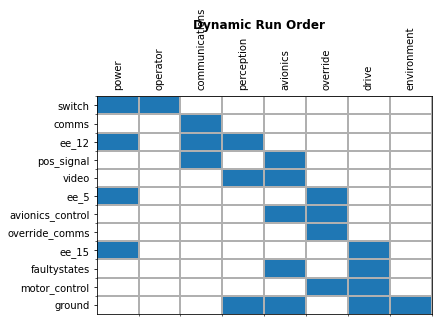 Dynamic Run Order
power
operator
communications
perception
avionics
override
drive
environment
switch
comms
ee_12
pos_signal
video
ee_5
avionics_control
override_comms
ee_15
faultystates
motor_control
ground